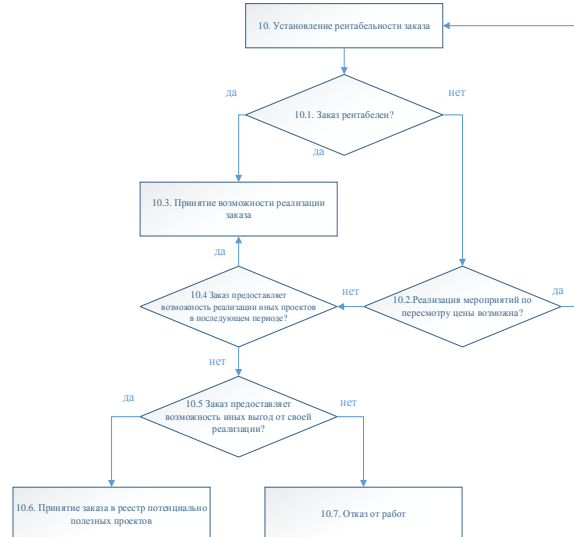 10. Установление рентабельности заказа
да
нет
10.1. Заказ рентабелен?
да
10.3. Принятие возможности реализации
заказа
да
10.4 Заказ предоставляет
возможность реализации иных проектов
в последующем периоде?
нет
10.2.Реализация мероприятий по
пересмотру цены возможна?
да
нет
10.5 Заказ предоставляет
возможность иных выгод от своей
реализации?
да
нет
10.6. Принятие заказа в реестр потенциально
полезных проектов
10.7. Отказ от работ